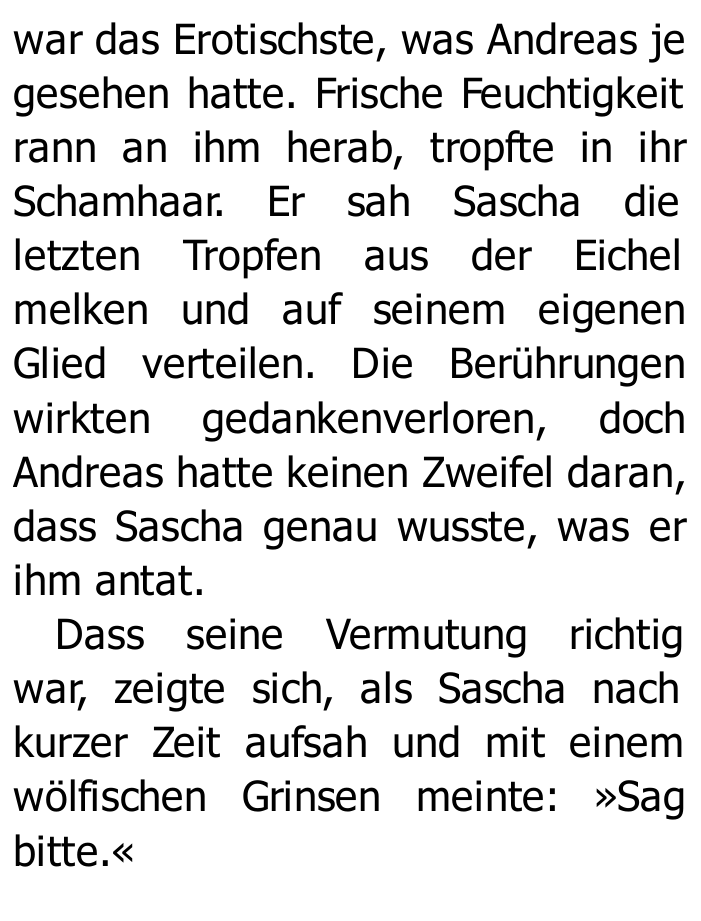 war das Erotischste, was Andreas je
gesehen hatte. Frische Feuchtigkeit
rann an ihm herab, tropfte in ihr
Schamhaar. Er sah Sascha die
letzten Tropfen aus der Eichel
melken und auf seinem eigenen
Glied verteilen. Die Berührungen
wirkten gedankenverloren, doch
Andreas hatte keinen Zweifel daran,
dass Sascha genau wusste, was er
ihm antat.
Dass seine Vermutung richtig
war, zeigte sich, als Sascha nach
kurzer Zeit aufsah und mit einem
wölfischen Grinsen meinte: »Sag
bitte.«